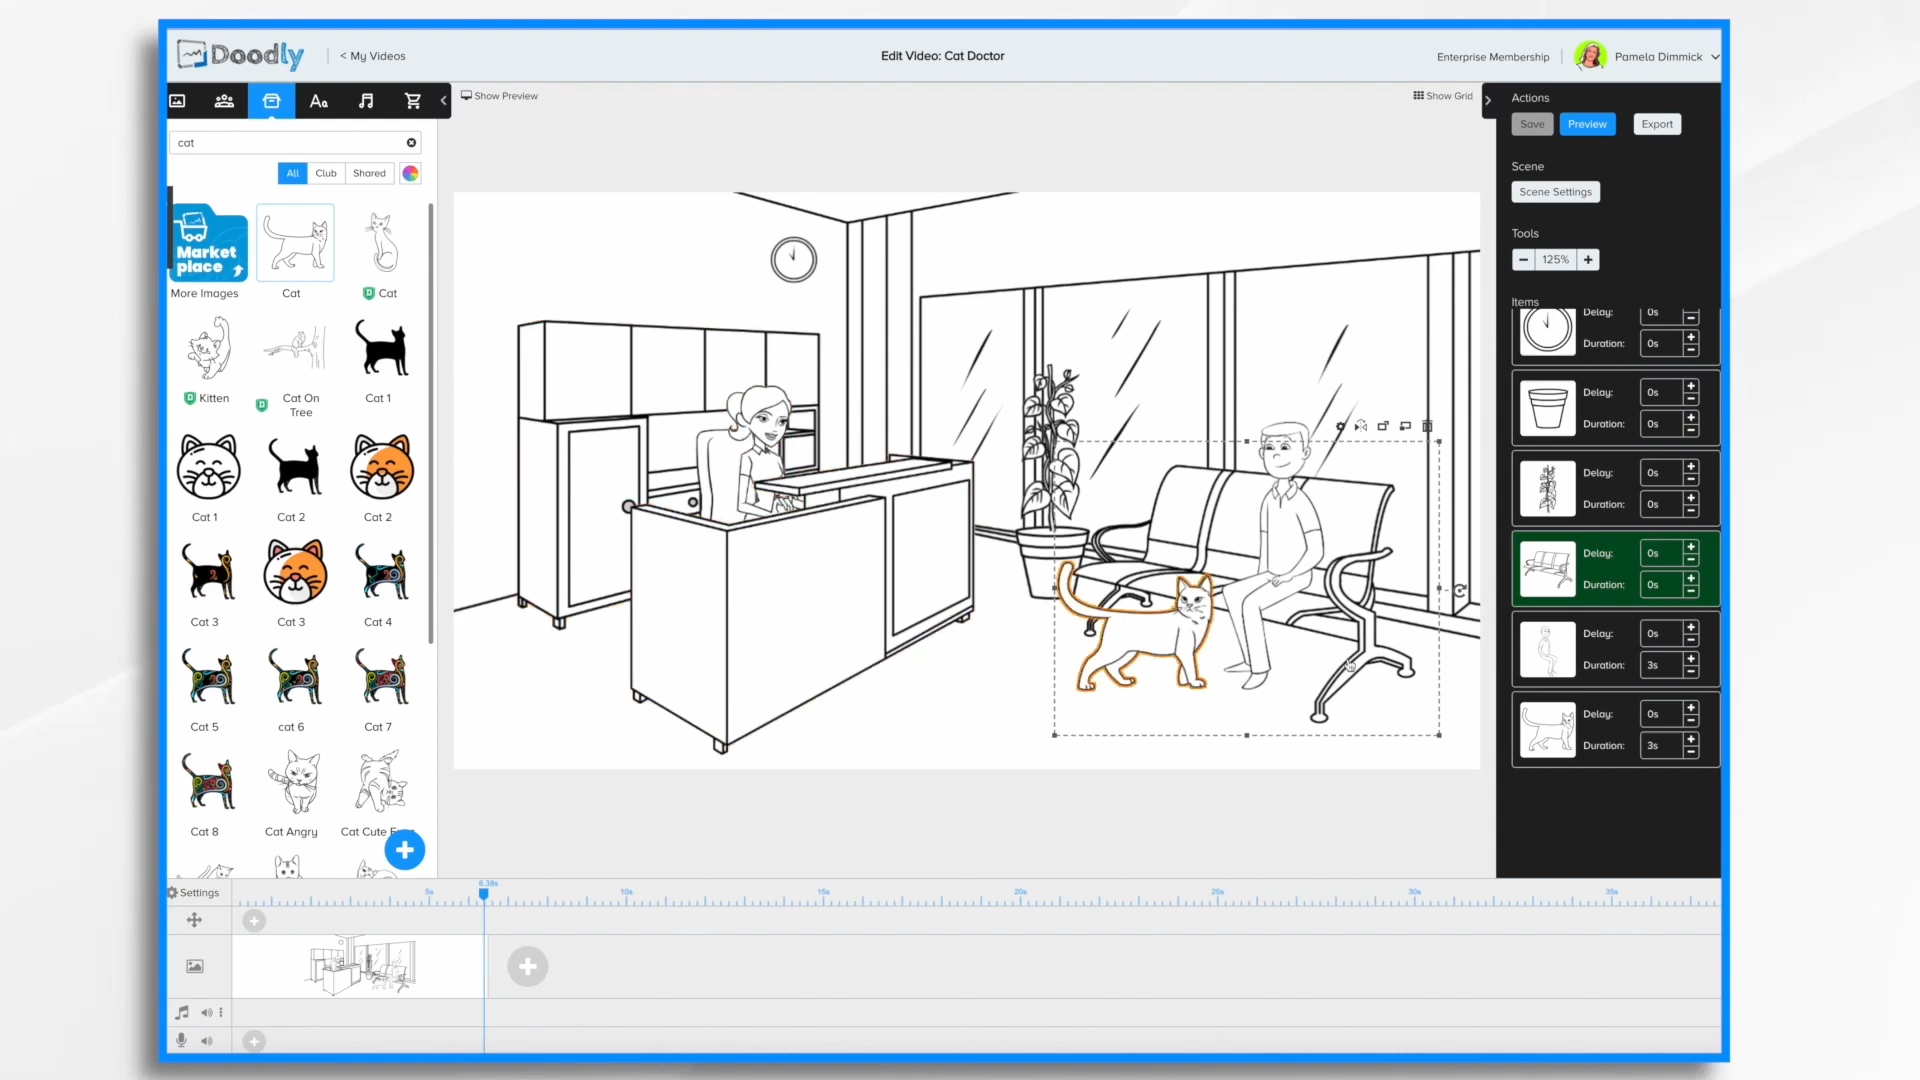 Doodly
< My Videos
Edit Video: Cat Doctor
Enterprise Membership
Pamela Dimmick
Aa
Show Preview
Show Grid
cat
All
Club
Shared
Market
place
More Images
Cat
Cat
Kitten
Cat On
Tree
Cat 1
Cat 1
Cat 2
Cat 2
Cat 3
Cat 3
Cat 4
Cat 5
cat 6
Cat 7
Cat 8
Cat Angry
Cat Cute
Actions
Save
Preview
Export
Scene
Scene Settings
Tools
125%
Items
Delay:
0s
Duration:
0s
Delay:
0s
Duration:
0s
Delay:
0s
Duration:
0s
Delay:
0s
Duration:
0s
Delay:
0s
Duration:
3s
Delay:
0s
Duration:
3s
Settings
5s
6.38s
10s
15s
20s
25s
30s
35s